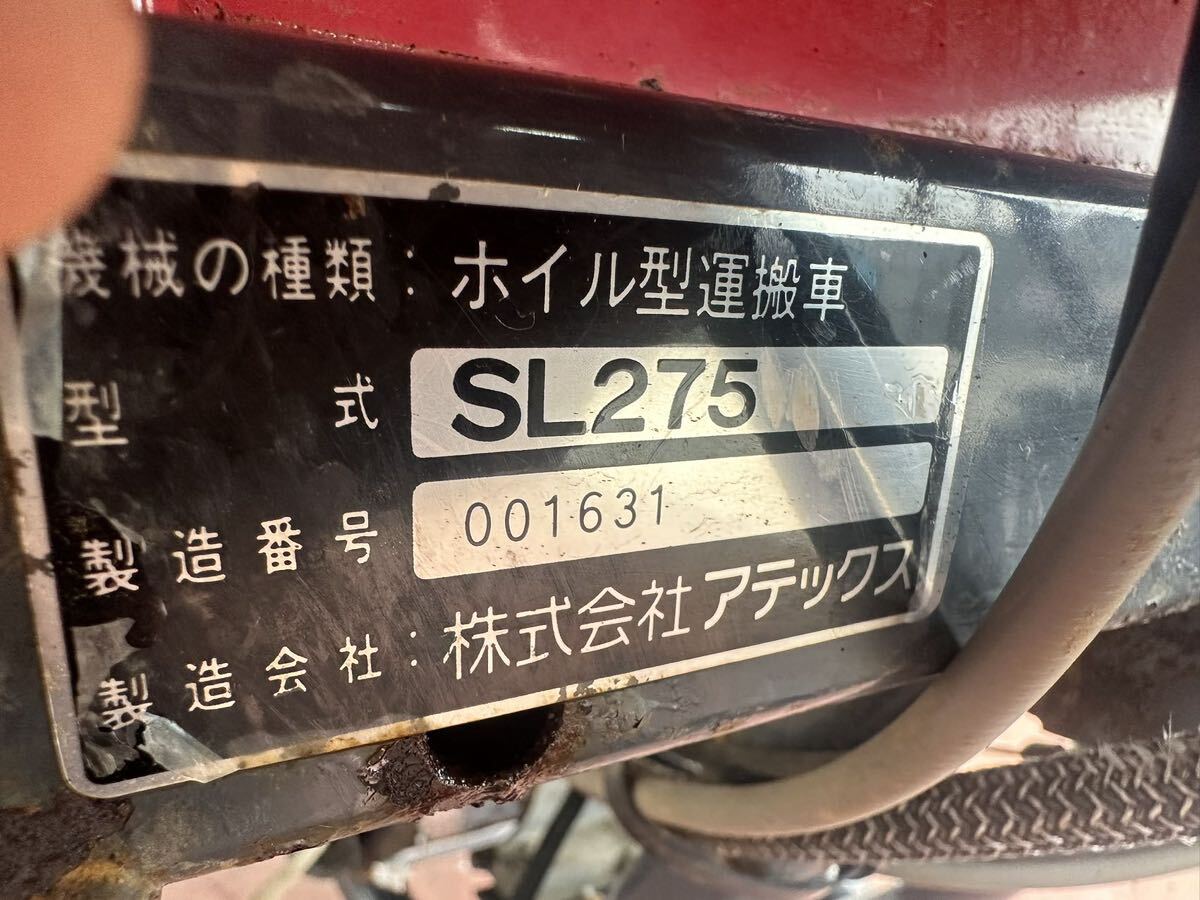 機械の種類：ホイル型運搬車
型式 SL275
製造番号 001631
製造会社：株式会社アテックス